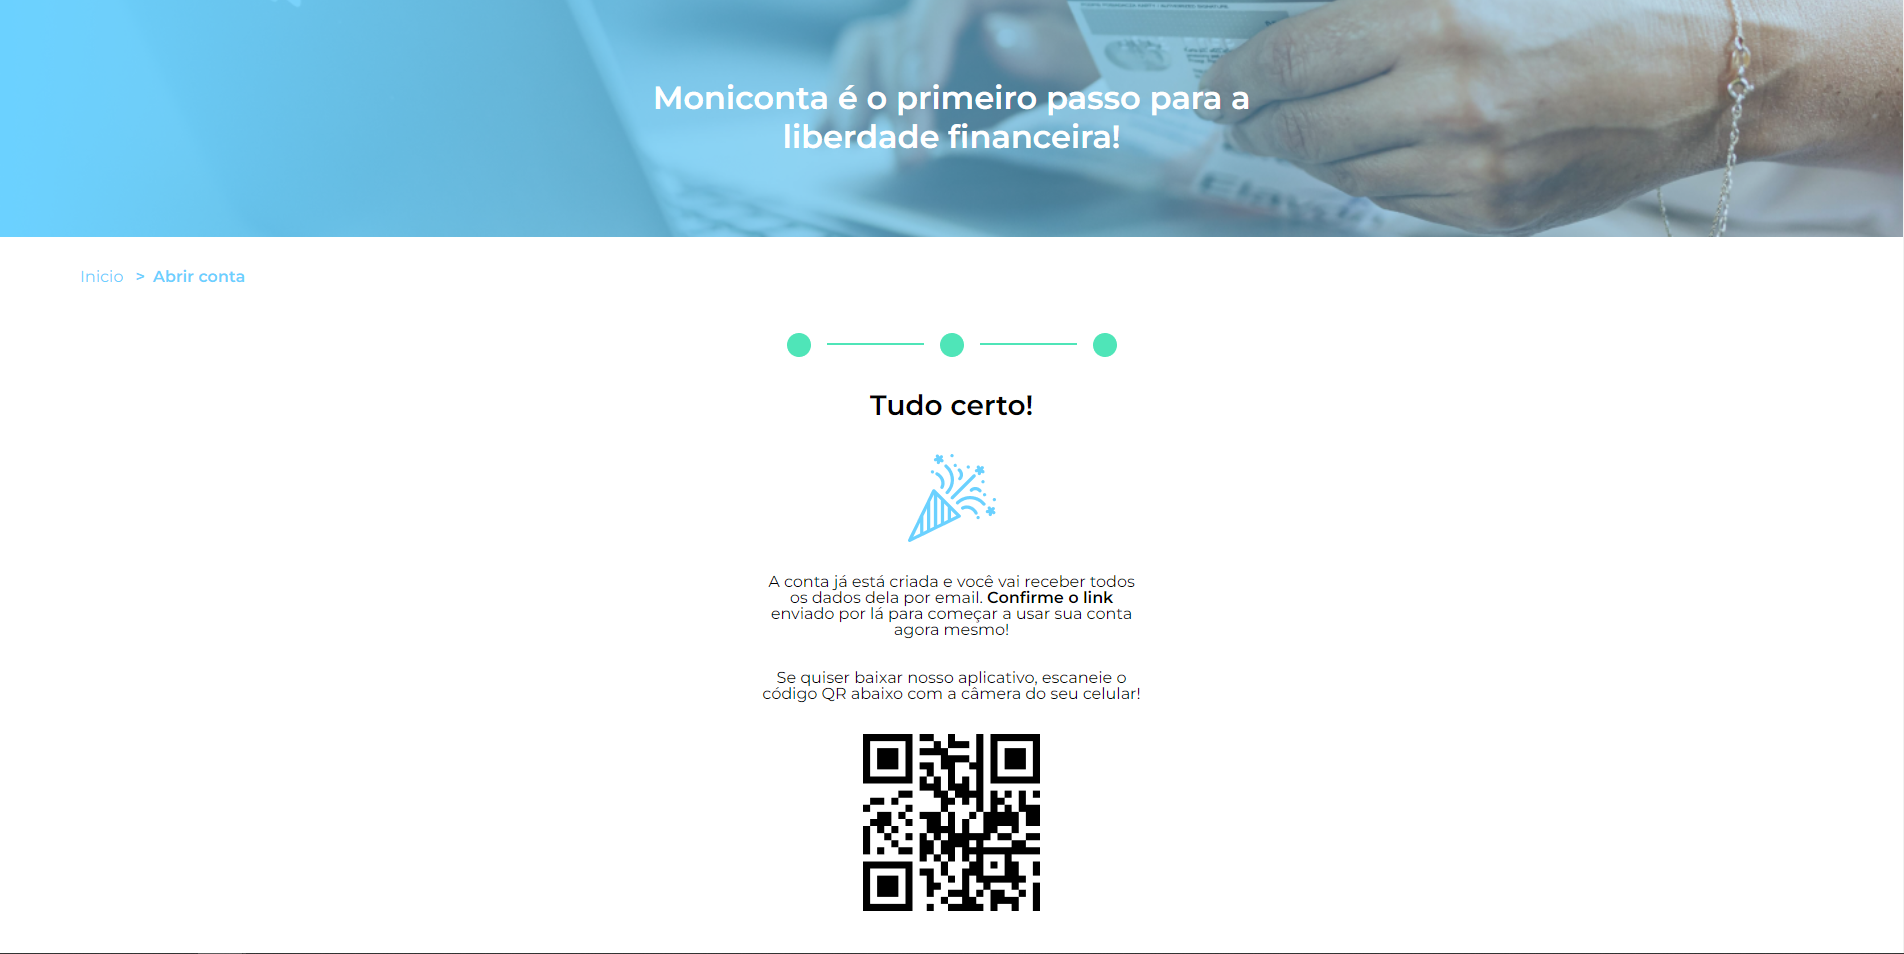 Moniconta é o primeiro passo para a
liberdade financeira!
Inicio > Abrir conta
Tudo certo!
A conta já está criada e você vai receber todos
os dados dela por email. Confirme o link
enviado por lá para começar a usar sua conta
agora mesmo!
Se quiser baixar nosso aplicativo, escaneie o
código QR abaixo com a câmera do seu celular!